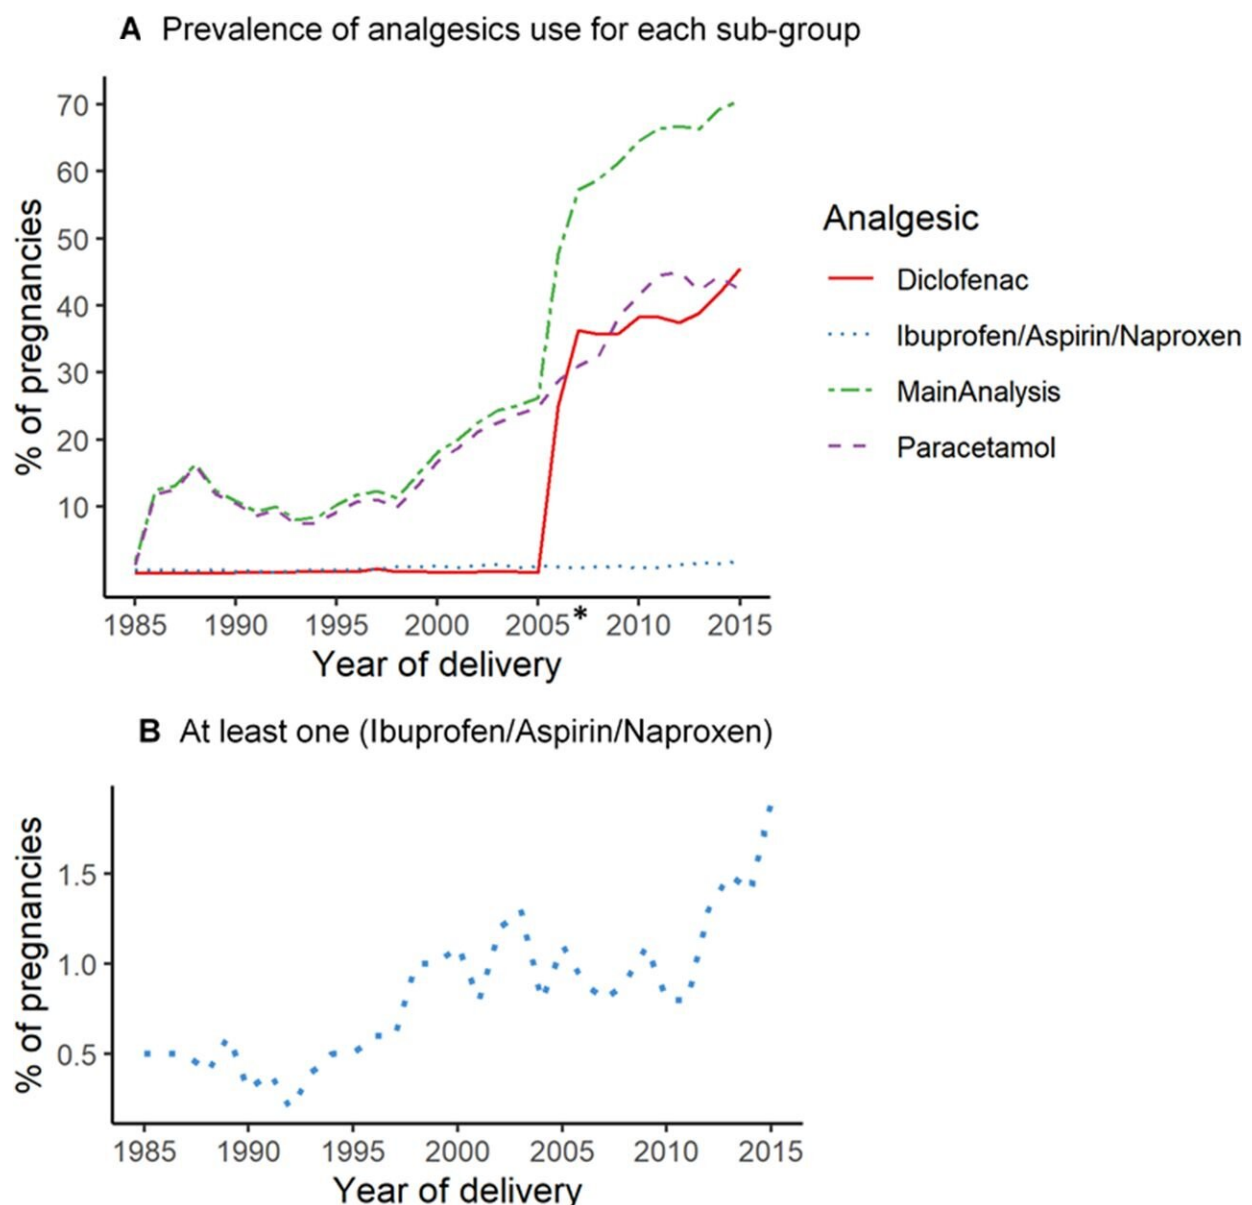 A Prevalence of analgesics use for each sub-group
% of pregnancies
70
60
50
40
30
20
10
1985 1990 1995 2000 2005 * 2010 2015
Year of delivery
Analgesic
Diclofenac
Ibuprofen/Aspirin/Naproxen
MainAnalysis
Paracetamol
B At least one (Ibuprofen/Aspirin/Naproxen)
% of pregnancies
1.5
1.0
0.5
1985 1990 1995 2000 2005 2010 2015
Year of delivery